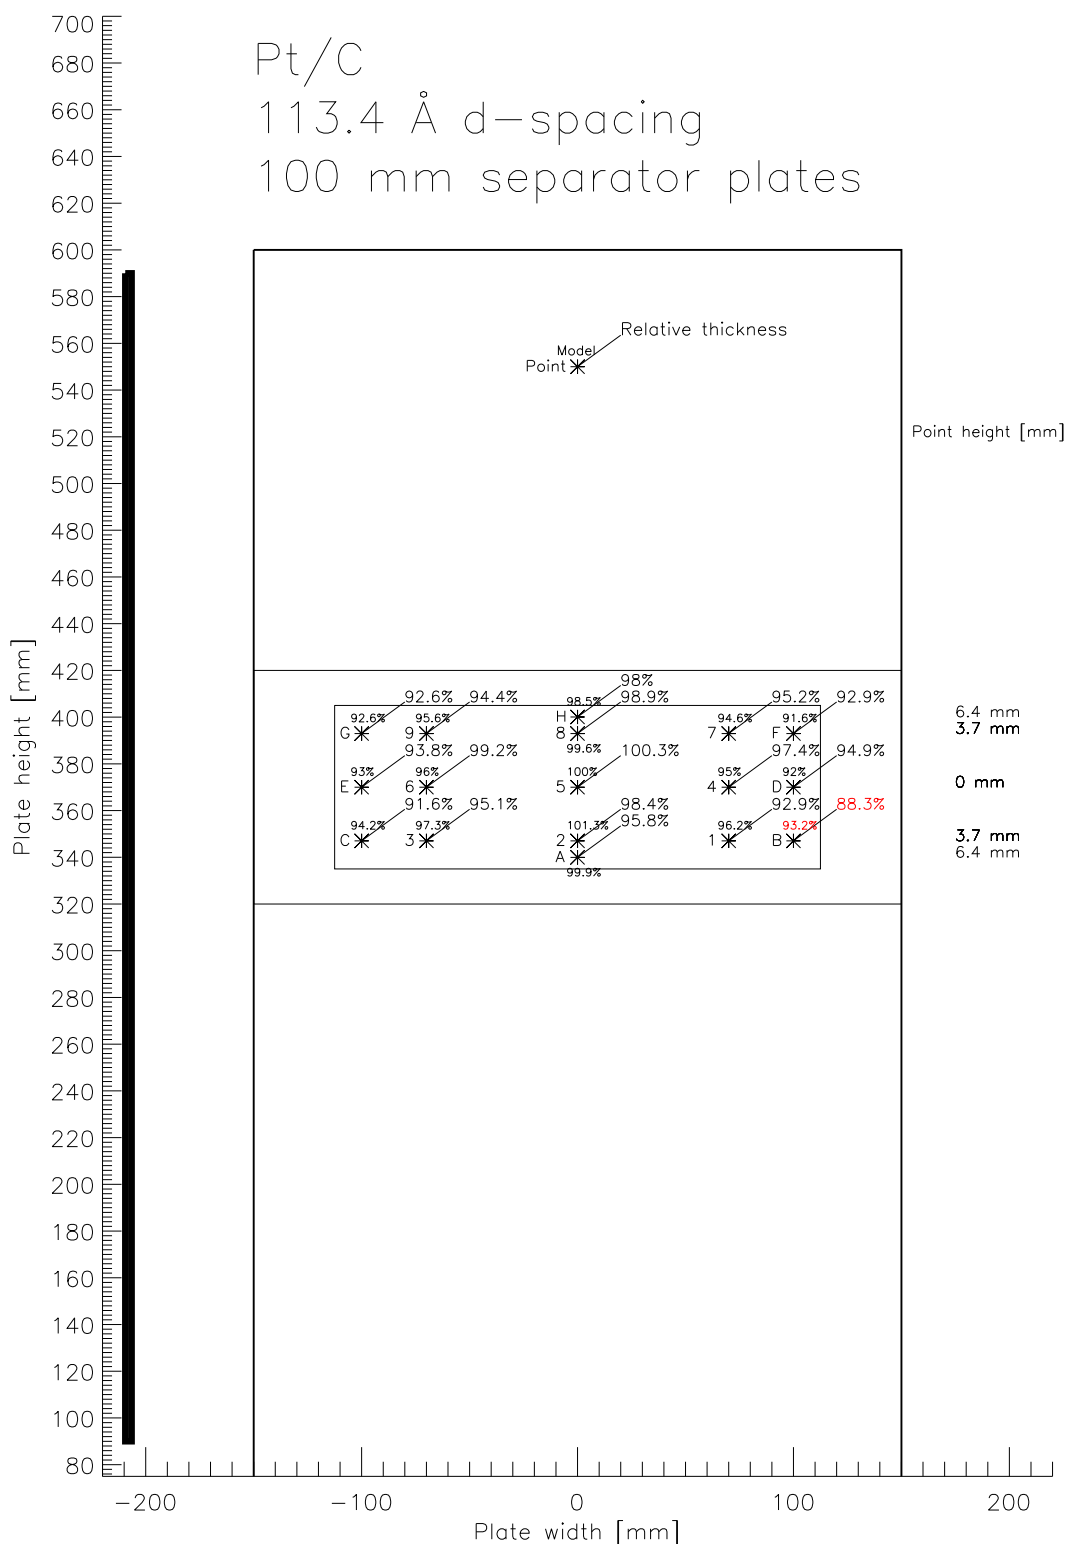 Pt/C
113.4 Å d-spacing
100 mm separator plates
700
680
660
640
620
600
580
560
540
520
500
480
460
440
420
400
380
360
340
320
300
280
260
240
220
200
180
160
140
120
100
80
Plate height [mm]
Relative thickness
Model
Point
Point height [mm]
98%
92.6% 94.4% 98.9% 95.2% 92.9%
92.6% 95.6% 98.5% 94.6% 91.6%
H
G 9 8 7 F
99.6%
93.8% 99.2% 100.3% 97.4% 94.9%
93% 96% 100% 95% 92%
E 6 5 4 D
91.6% 95.1% 98.4% 92.9% 88.3%
95.8%
94.2% 97.3% 101.3% 96.2% 93.2%
C 3 2 1 B
A
99.9%
6.4 mm
3.7 mm
0 mm
3.7 mm
6.4 mm
-200 -100 0 100 200
Plate width [mm]